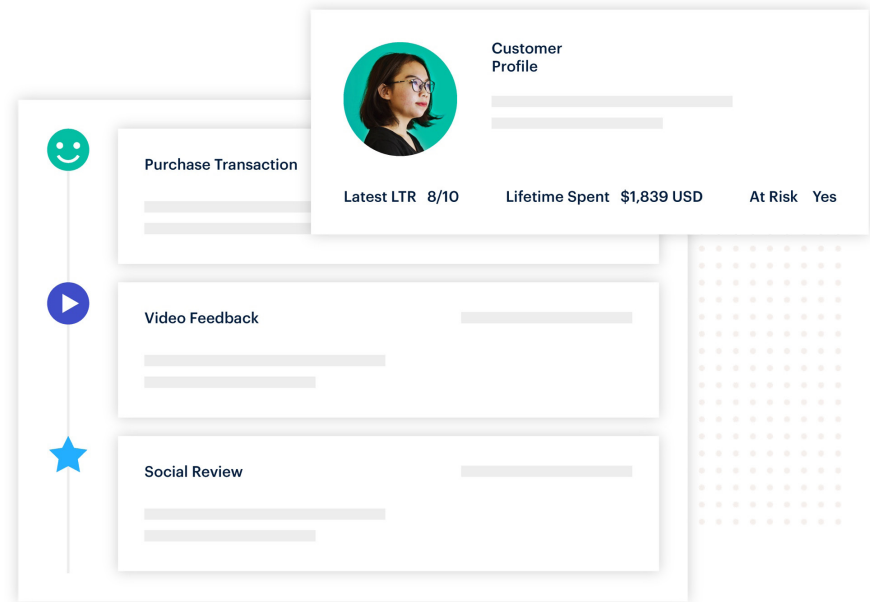 Customer
Profile
Latest LTR 8/10 Lifetime Spent $1,839 USD At Risk Yes
Purchase Transaction
Video Feedback
Social Review